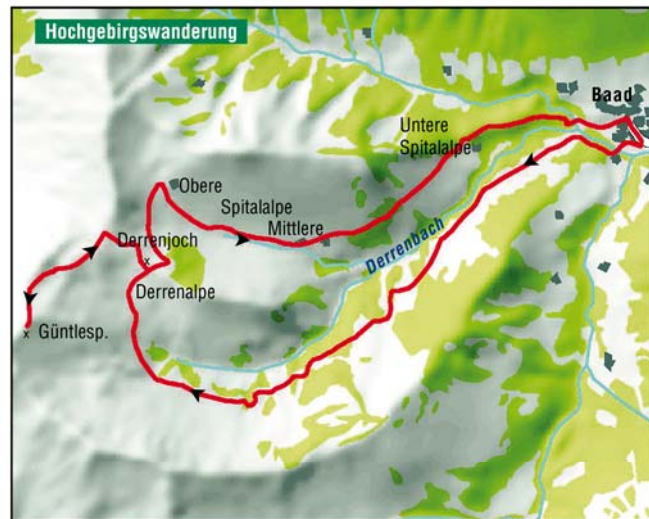 Hochgebirgswanderung
Baad
Untere
Spitalalpe
Obere
Spitalalpe
Mittlere
Derrenjoch
Derrenbach
Derrenalpe
Güntlesp.